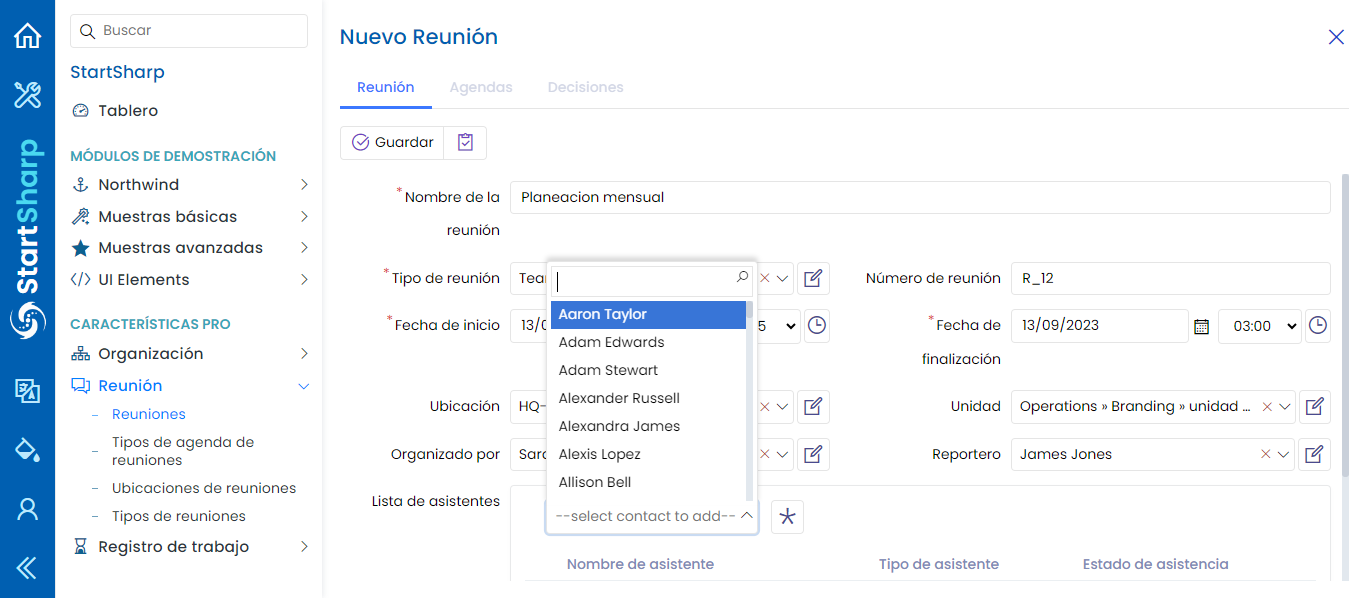 StartSharp
Buscar
StartSharp
Tablero
MÓDULOS DE DEMOSTRACIÓN
Northwind
Muestras básicas
Muestras avanzadas
UI Elements
CARACTERÍSTICAS PRO
Organización
Reunión
Reuniones
Tipos de agenda de
reuniones
Ubicaciones de reuniones
Tipos de reuniones
Registro de trabajo
Nuevo Reunión
Reunión Agendas Decisiones
Guardar
*Nombre de la
reunión
Planeacion mensual
*Tipo de reunión
Número de reunión R_12
*Fecha de inicio 13/0 5
*Fecha de
finalización
13/09/2023 03:00
Ubicación HQ-
Unidad Operations » Branding » unidad ...
Organizado por Sara
Reportero James Jones
Lista de asistentes
Aaron Taylor
Adam Edwards
Adam Stewart
Alexander Russell
Alexandra James
Alexis Lopez
Allison Bell
--select contact to add--
Nombre de asistente Tipo de asistente Estado de asistencia